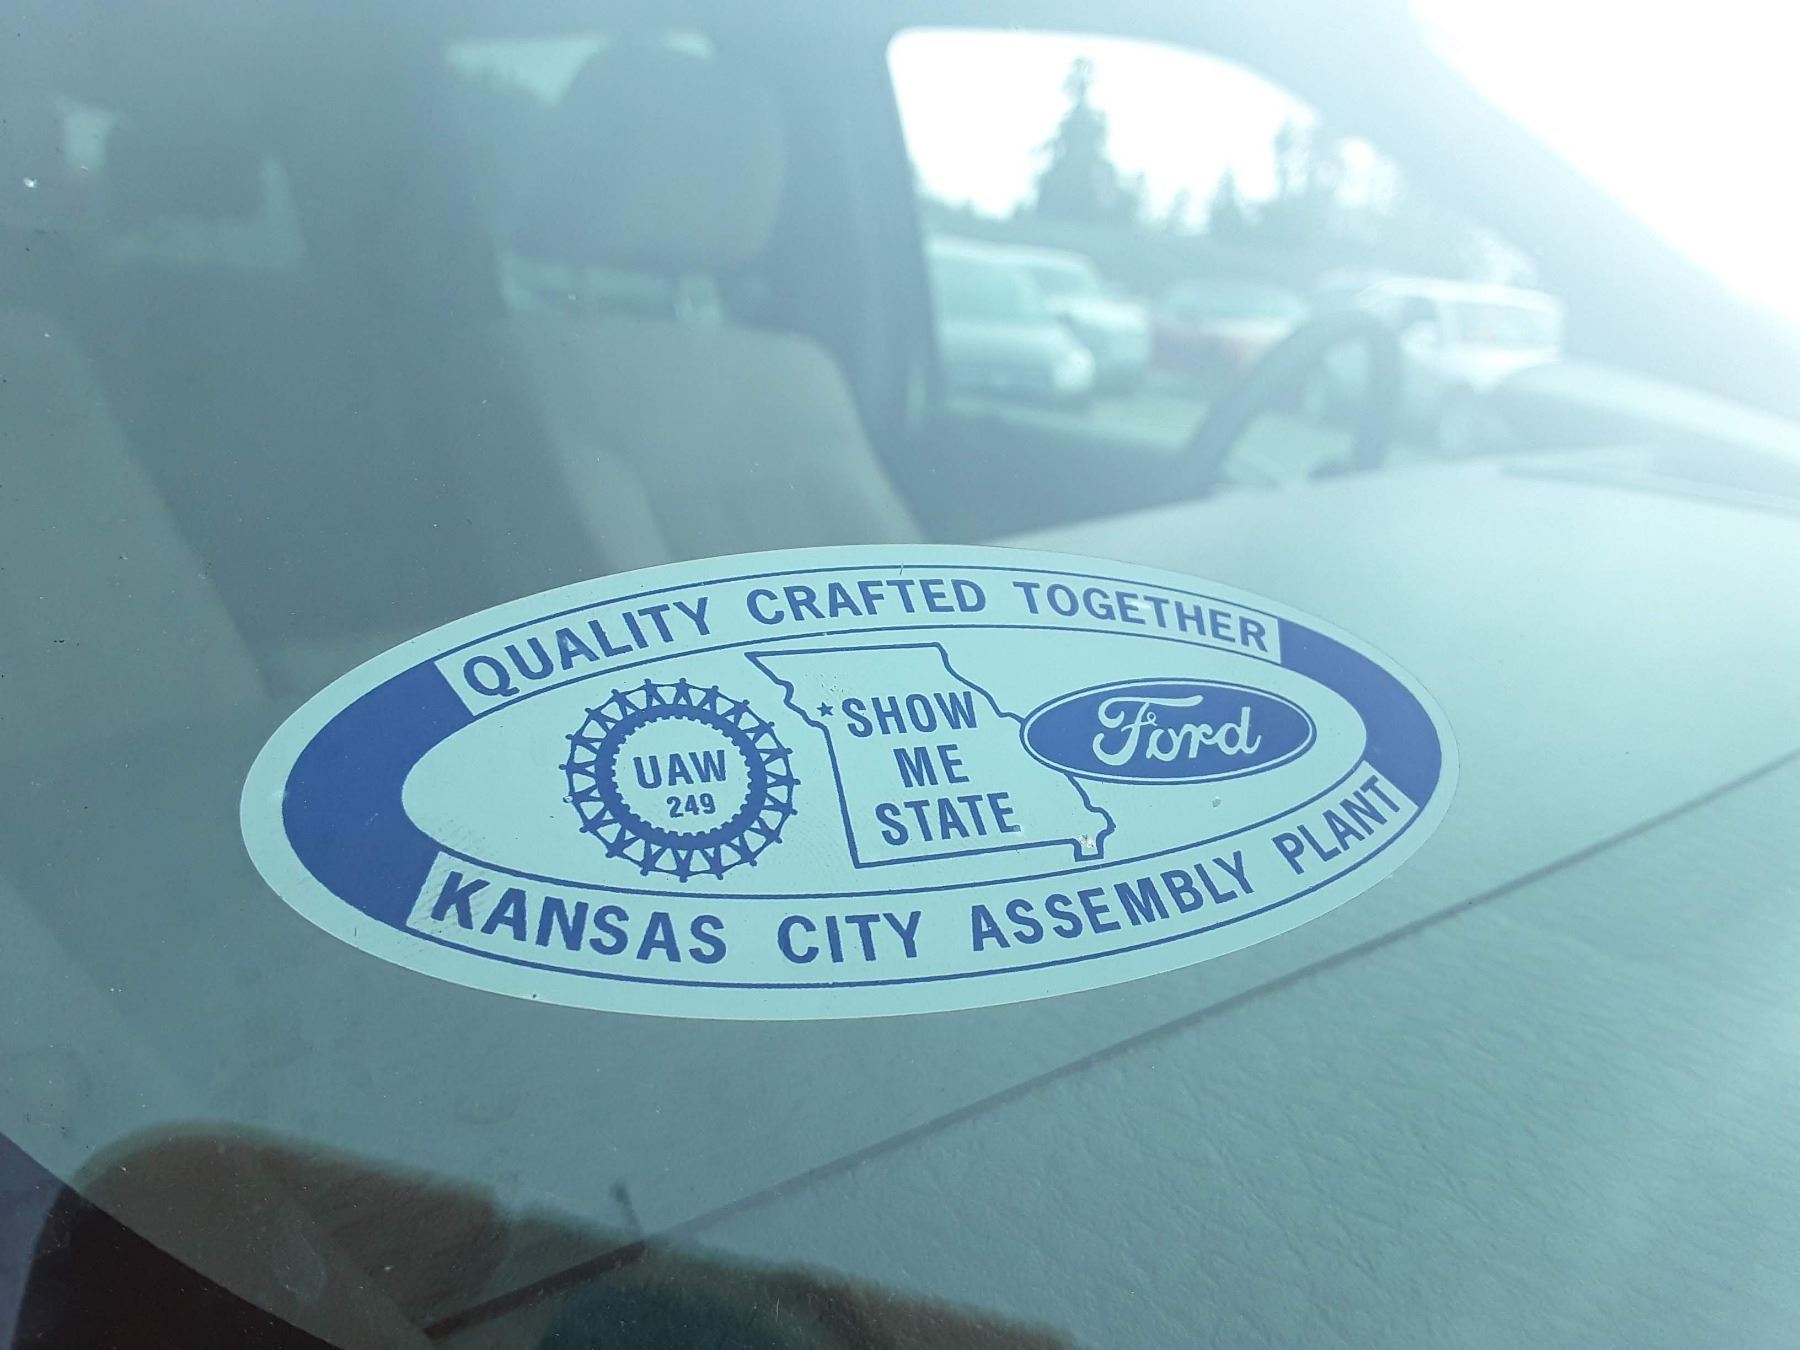 QUALITY CRAFTED TOGETHER
UAW
249
SHOW
ME
STATE
Ford
KANSAS CITY ASSEMBLY PLANT